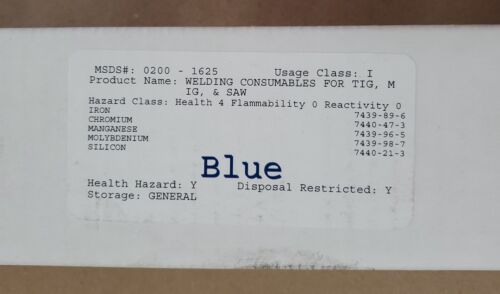 MSDS#: 0200 - 1625 Usage Class: I
Product Name: WELDING CONSUMABLES FOR TIG, M
IG, & SAW
Hazard Class: Health 4 Flammability 0 Reactivity 0
IRON 7439-89-6
CHROMIUM 7440-47-3
MANGANESE 7439-96-5
MOLYBDENIUM 7439-98-7
SILICON 7440-21-3
Blue
Health Hazard: Y Disposal Restricted: Y
Storage: GENERAL